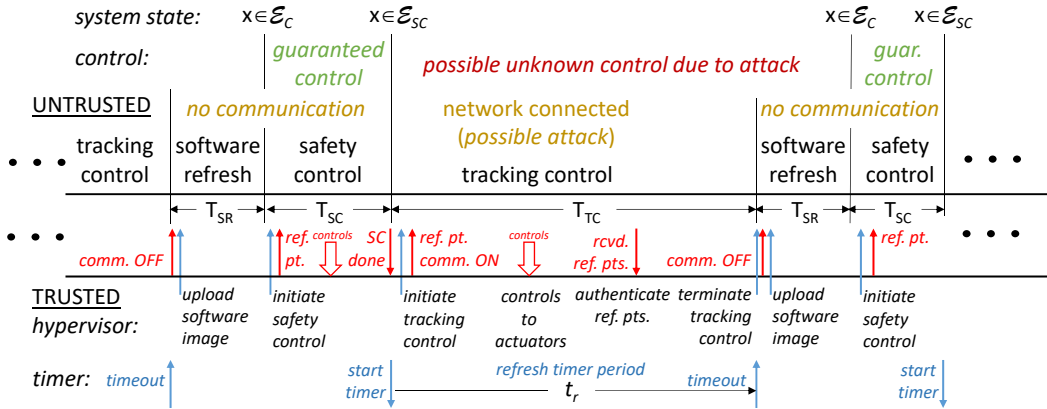 system state: x∈ℰ_C x∈ℰ_SC x∈ℰ_C x∈ℰ_SC
control: guaranteed control possible unknown control due to attack guar. control
UNTRUSTED no communication network connected (possible attack) no communication
• • • tracking control software refresh safety control tracking control software refresh safety control • • •
T_SR T_SC T_TC T_SR T_SC
• • • comm. OFF ref. pt. controls SC done ref. pt. comm. ON controls rcvd. ref. pts. comm. OFF ref. pt. • • •
TRUSTED
hypervisor: upload software image initiate safety control initiate tracking control controls to actuators authenticate ref. pts. terminate tracking control upload software image initiate safety control
timer: timeout start timer refresh timer period t_r timeout start timer